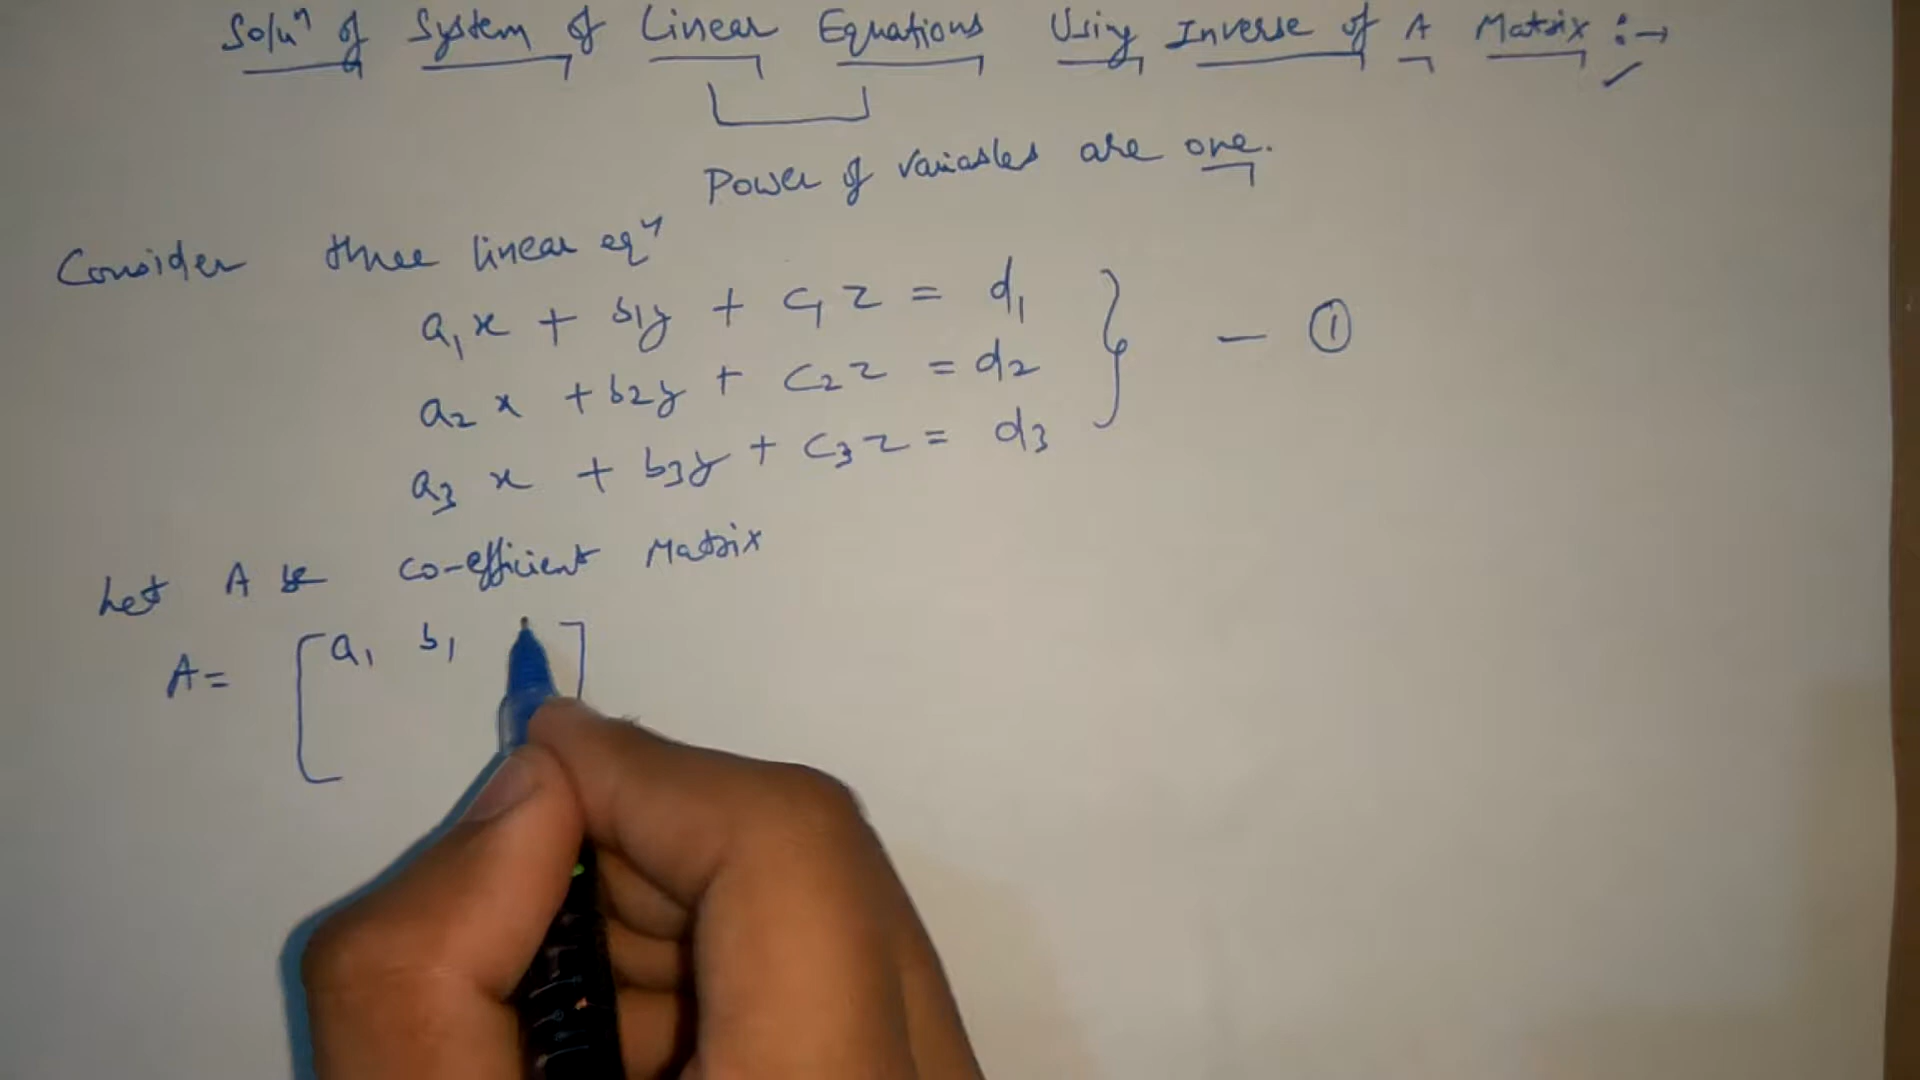 Soluⁿ of System of Linear Equations Using Inverse of A Matrix :→
Power of variables are one.
Consider three linear eqⁿ
a₁x + b₁y + c₁z = d₁
a₂x + b₂y + c₂z = d₂ } — ①
a₃x + b₃y + c₃z = d₃
Let A be co-efficient Matrix
A = [ a₁ b₁ ]